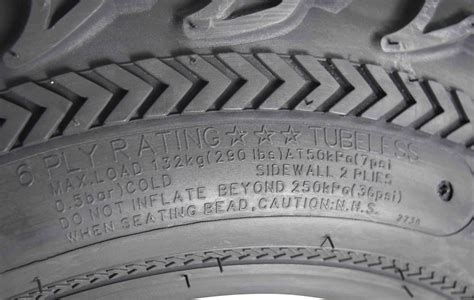 6 PLY RATING ★★★ TUBELESS
MAX.LOAD 132kg(290 lbs)AT50kPa(7psi)
0.5bar)COLD SIDEWALL 2 PLIES
DO NOT INFLATE BEYOND 250kPa(36psi)
WHEN SEATING BEAD,CAUTION:N.H.S.